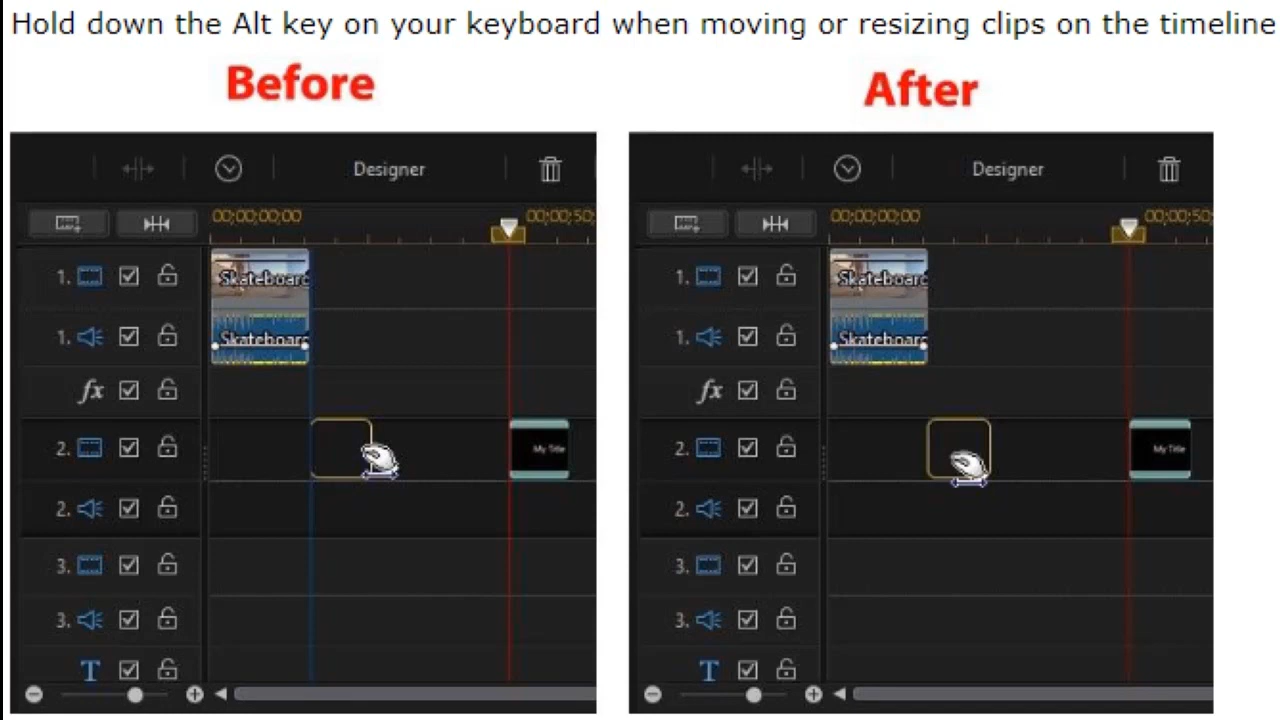 Hold down the Alt key on your keyboard when moving or resizing clips on the timeline
Before
After
Designer
Designer
00;00;00;00
00;00;50;
00;00;00;00
00;00;50;
1.
Skateboard
1.
Skateboard
1.
Skateboard
1.
Skateboard
fx
fx
2.
My Title
2.
My Title
2.
2.
3.
3.
3.
3.
T
T